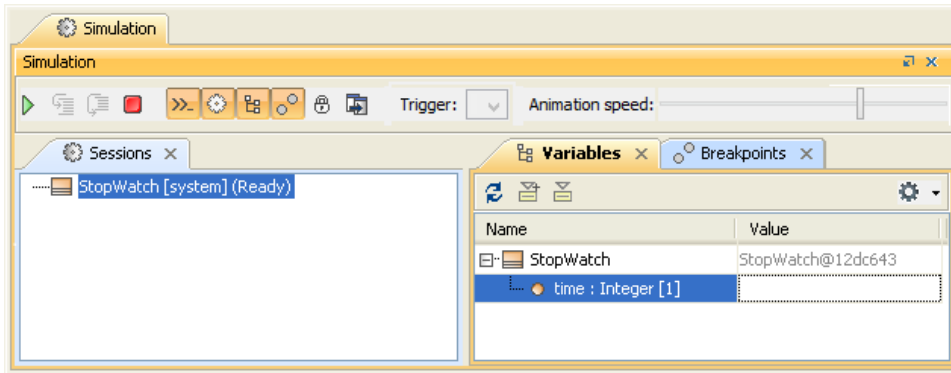 Simulation
Simulation
Trigger: Animation speed:
Sessions
StopWatch [system] (Ready)
Variables Breakpoints
Name Value
StopWatch StopWatch@12dc643
time : Integer [1]